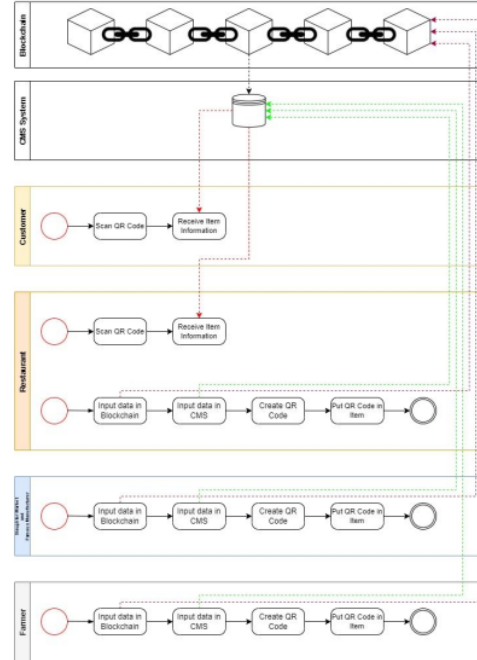 Blockchain
CMS System
Customer
Scan QR Code
Receive Item
Information
Restaurant
Scan QR Code
Receive Item
Information
Input data in
Blockchain
Input data in
CMS
Create QR
Code
Put QR Code in
Item
Input data in
Blockchain
Input data in
CMS
Create QR
Code
Put QR Code in
Item
Farmer
Input data in
Blockchain
Input data in
CMS
Create QR
Code
Put QR Code in
Item